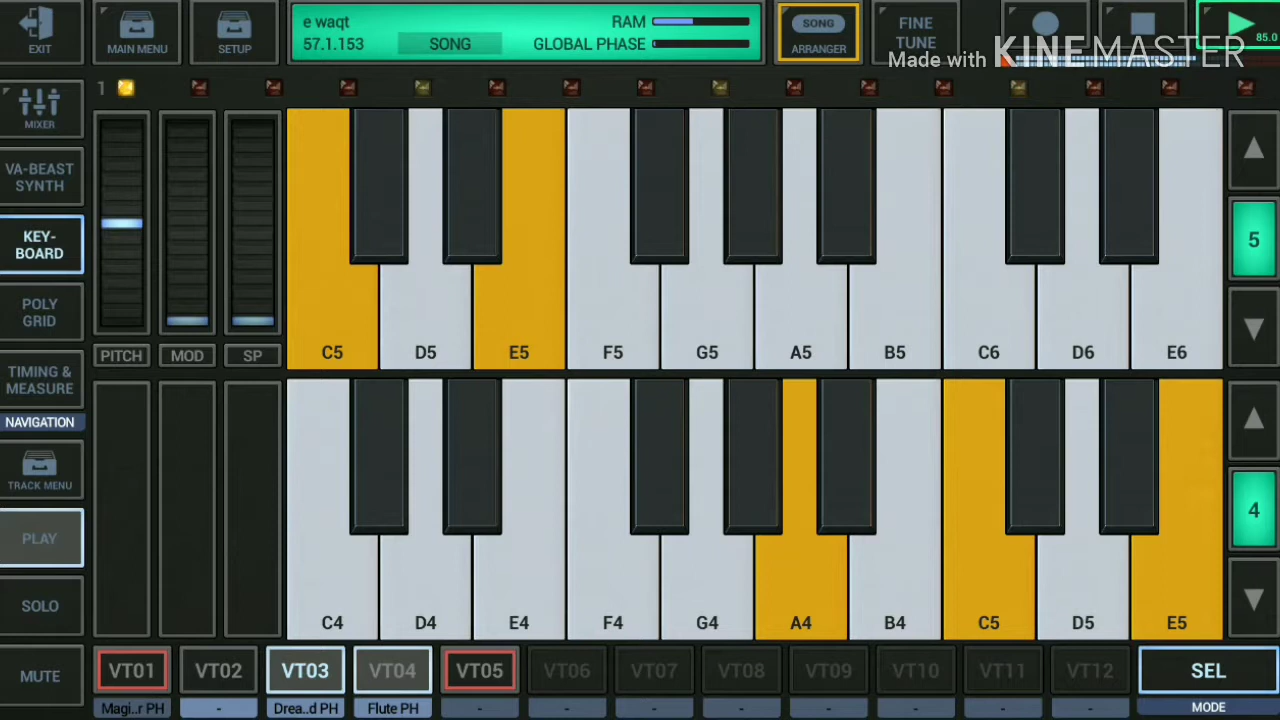 EXIT
MAIN MENU
SETUP
e waqt
RAM
57.1.153
SONG
GLOBAL PHASE
SONG
ARRANGER
FINE
TUNE
85.0
Made with KINEMASTER
1
MIXER
VA-BEAST
SYNTH
KEY-
BOARD
POLY
GRID
TIMING &
MEASURE
NAVIGATION
TRACK MENU
PLAY
SOLO
MUTE
PITCH MOD SP
C5 D5 E5 F5 G5 A5 B5 C6 D6 E6
5
C4 D4 E4 F4 G4 A4 B4 C5 D5 E5
4
VT01 VT02 VT03 VT04 VT05 VT06 VT07 VT08 VT09 VT10 VT11 VT12 SEL
Magi..r PH - Drea..d PH Flute PH - - - - - - - - MODE